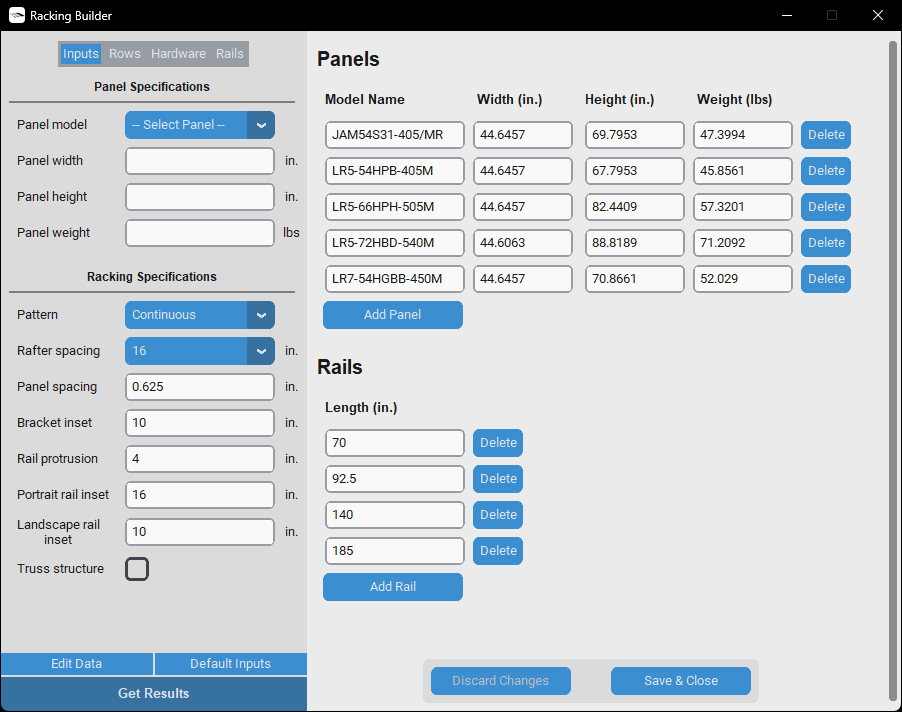 Racking Builder
Inputs Rows Hardware Rails
Panel Specifications
Panel model -- Select Panel --
Panel width in.
Panel height in.
Panel weight lbs
Racking Specifications
Pattern Continuous
Rafter spacing 16 in.
Panel spacing 0.625 in.
Bracket inset 10 in.
Rail protrusion 4 in.
Portrait rail inset 16 in.
Landscape rail
inset 10 in.
Truss structure
Edit Data Default Inputs
Get Results
Panels
Model Name Width (in.) Height (in.) Weight (lbs)
JAM54S31-405/MR 44.6457 69.7953 47.3994 Delete
LR5-54HPB-405M 44.6457 67.7953 45.8561 Delete
LR5-66HPH-505M 44.6457 82.4409 57.3201 Delete
LR5-72HBD-540M 44.6063 88.8189 71.2092 Delete
LR7-54HGBB-450M 44.6457 70.8661 52.029 Delete
Add Panel
Rails
Length (in.)
70 Delete
92.5 Delete
140 Delete
185 Delete
Add Rail
Discard Changes Save & Close